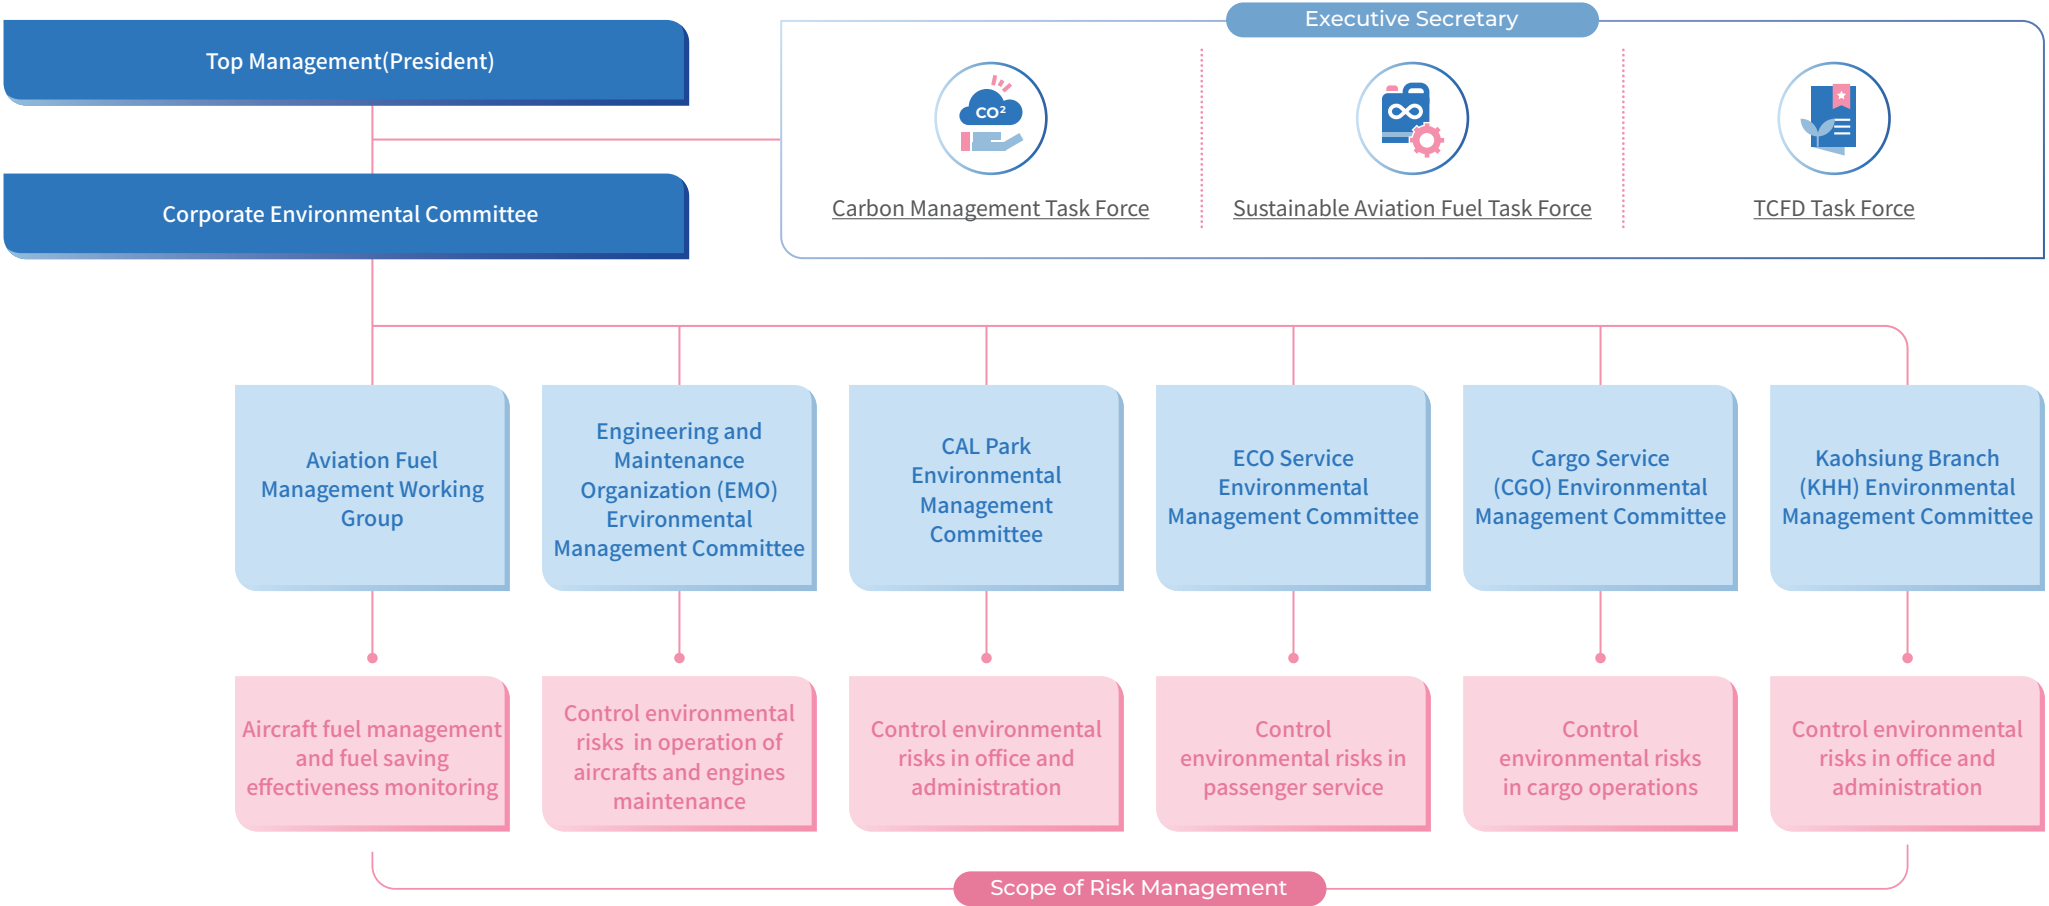 Executive Secretary
Top Management(President)
CO²
Carbon Management Task Force
Sustainable Aviation Fuel Task Force
TCFD Task Force
Corporate Environmental Committee
Aviation Fuel
Management Working
Group
Engineering and
Maintenance
Organization (EMO)
Ervironmental
Management Committee
CAL Park
Environmental
Management
Committee
ECO Service
Environmental
Management Committee
Cargo Service
(CGO) Environmental
Management Committee
Kaohsiung Branch
(KHH) Environmental
Management Committee
Aircraft fuel management
and fuel saving
effectiveness monitoring
Control environmental
risks  in operation of
aircrafts and engines
maintenance
Control environmental
risks in office and
administration
Control
environmental risks in
passenger service
Control
environmental risks
in cargo operations
Control environmental
risks in office and
administration
Scope of Risk Management